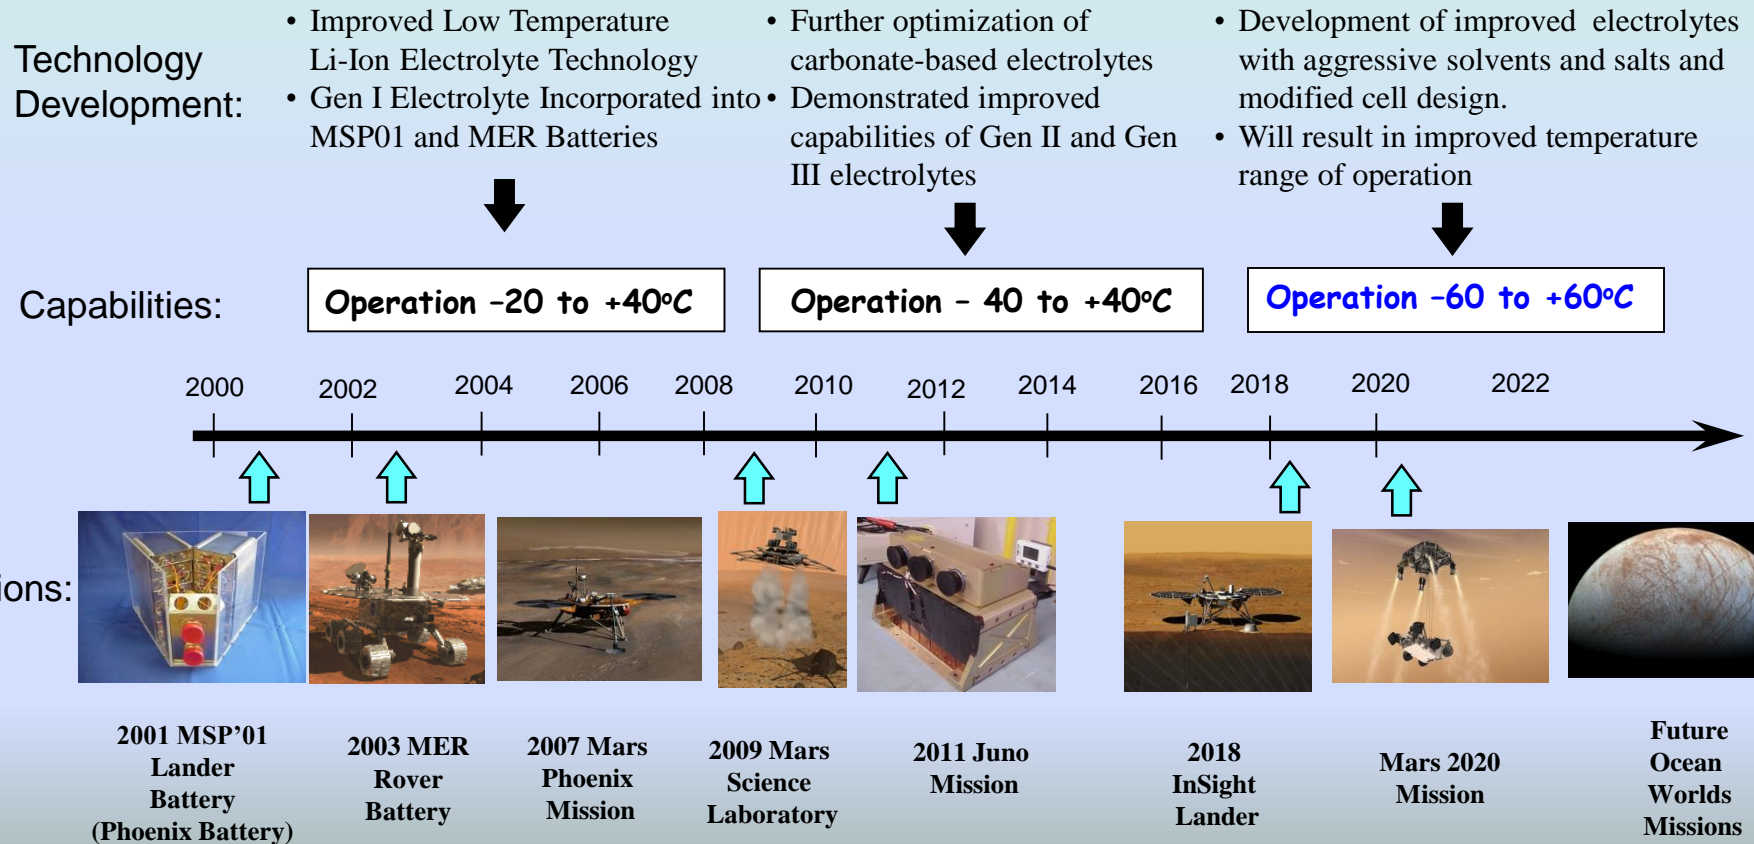 Technology
Development:
• Improved Low Temperature
Li-Ion Electrolyte Technology
• Gen I Electrolyte Incorporated into
MSP01 and MER Batteries
• Further optimization of
carbonate-based electrolytes
• Demonstrated improved
capabilities of Gen II and Gen
III electrolytes
• Development of improved electrolytes
with aggressive solvents and salts and
modified cell design.
• Will result in improved temperature
range of operation
Capabilities:
Operation –20 to +40°C
Operation – 40 to +40°C
Operation –60 to +60°C
2000 2002 2004 2006 2008 2010 2012 2014 2016 2018 2020 2022
ions:
2001 MSP’01
Lander
Battery
(Phoenix Battery)
2003 MER
Rover
Battery
2007 Mars
Phoenix
Mission
2009 Mars
Science
Laboratory
2011 Juno
Mission
2018
InSight
Lander
Mars 2020
Mission
Future
Ocean
Worlds
Missions